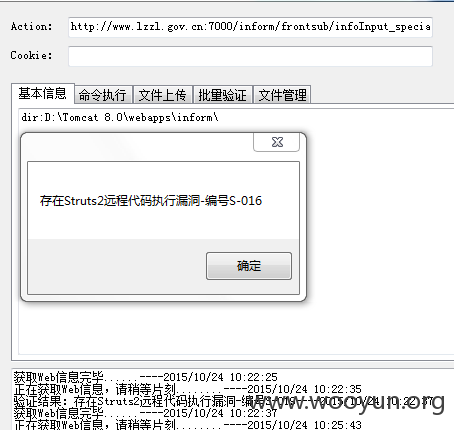 Action: http://www.lzzl.gov.cn:7000/inform/frontsub/infoInput_specia
Cookie:
基本信息 命令执行 文件上传 批量验证 文件管理
dir:D:\Tomcat 8.0\webapps\inform\
存在Struts2远程代码执行漏洞-编号S-016
确定
获取Web信息完毕......----2015/10/24 10:22:25
正在获取Web信息，请稍等片刻........----2015/10/24 10:22:35
验证结果：存在Struts2远程代码执行漏洞-编号S-016 ----2015/10/24 10:22:37
获取Web信息完毕......----2015/10/24 10:22:37
正在获取Web信息，请稍等片刻........----2015/10/24 10:25:43
www.wooyun.org